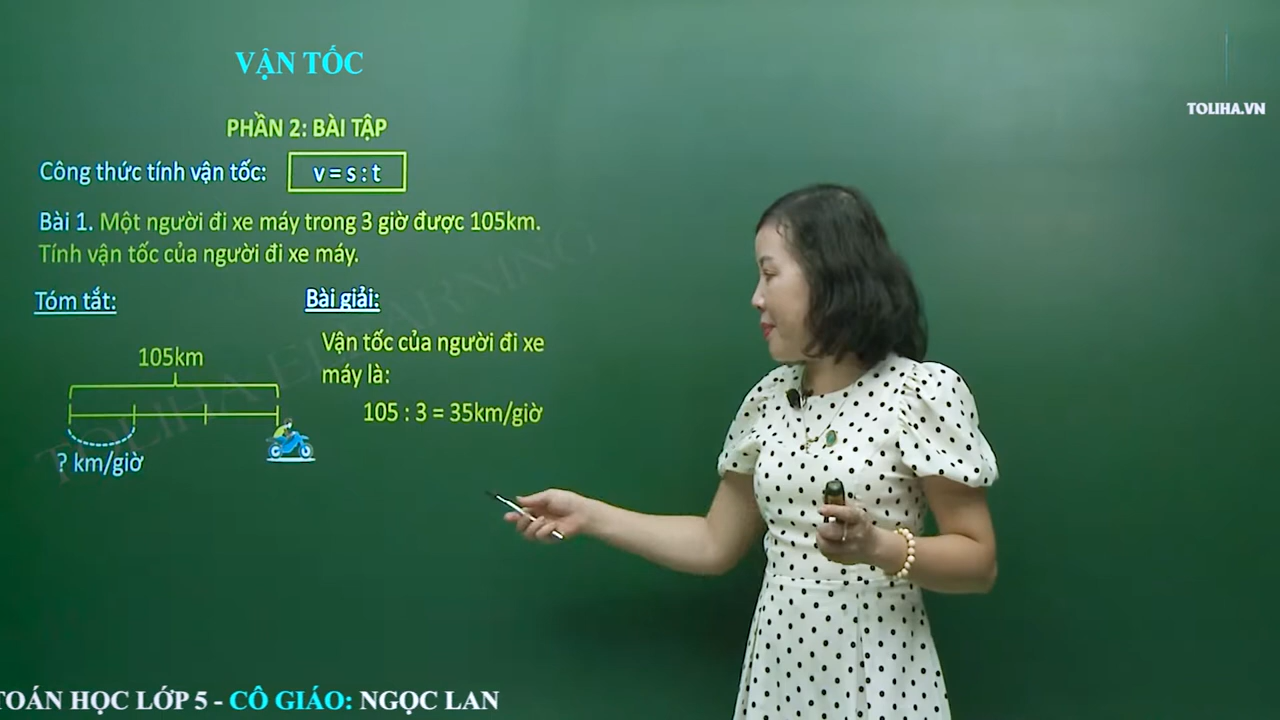 VẬN TỐC
TOLIHA.VN
PHẦN 2: BÀI TẬP
Công thức tính vận tốc: v = s : t
Bài 1. Một người đi xe máy trong 3 giờ được 105km.
Tính vận tốc của người đi xe máy.
Tóm tắt:
105km
? km/giờ
Bài giải:
Vận tốc của người đi xe
máy là:
105 : 3 = 35km/giờ
TOLIHA ELEARNING
TOÁN HỌC LỚP 5 - CÔ GIÁO: NGỌC LAN